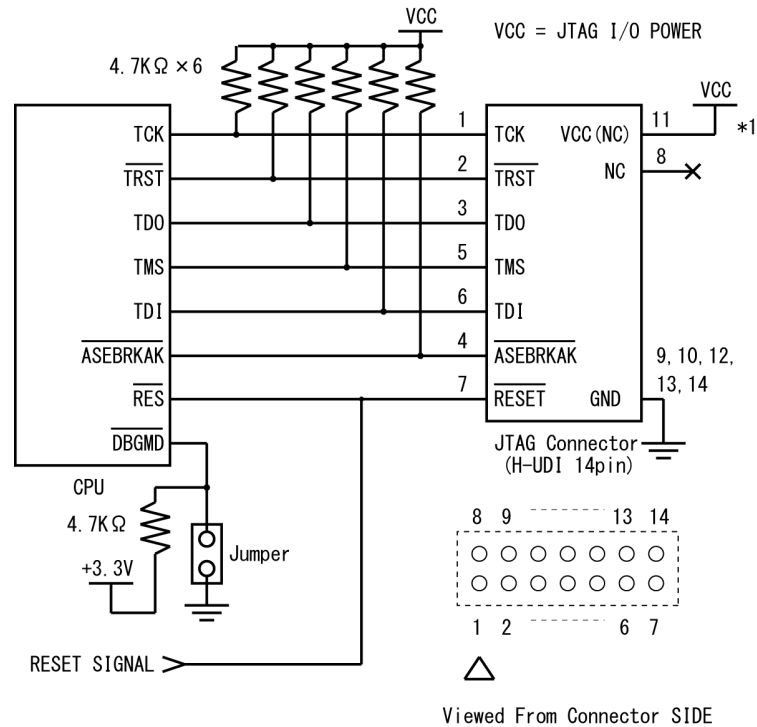 VCC
VCC = JTAG I/O POWER
4.7KΩ×6
VCC
*1
TCK
1
TCK
VCC(NC)
11
TRST
2
TRST
NC
8
TDO
3
TDO
TMS
5
TMS
TDI
6
TDI
ASEBRKAK
4
ASEBRKAK
9,10,12,
13,14
RES
7
RESET
GND
DBGMD
JTAG Connector
(H-UDI 14pin)
CPU
4.7KΩ
+3.3V
Jumper
8 9 13 14
1 2 6 7
RESET SIGNAL
Viewed From Connector SIDE